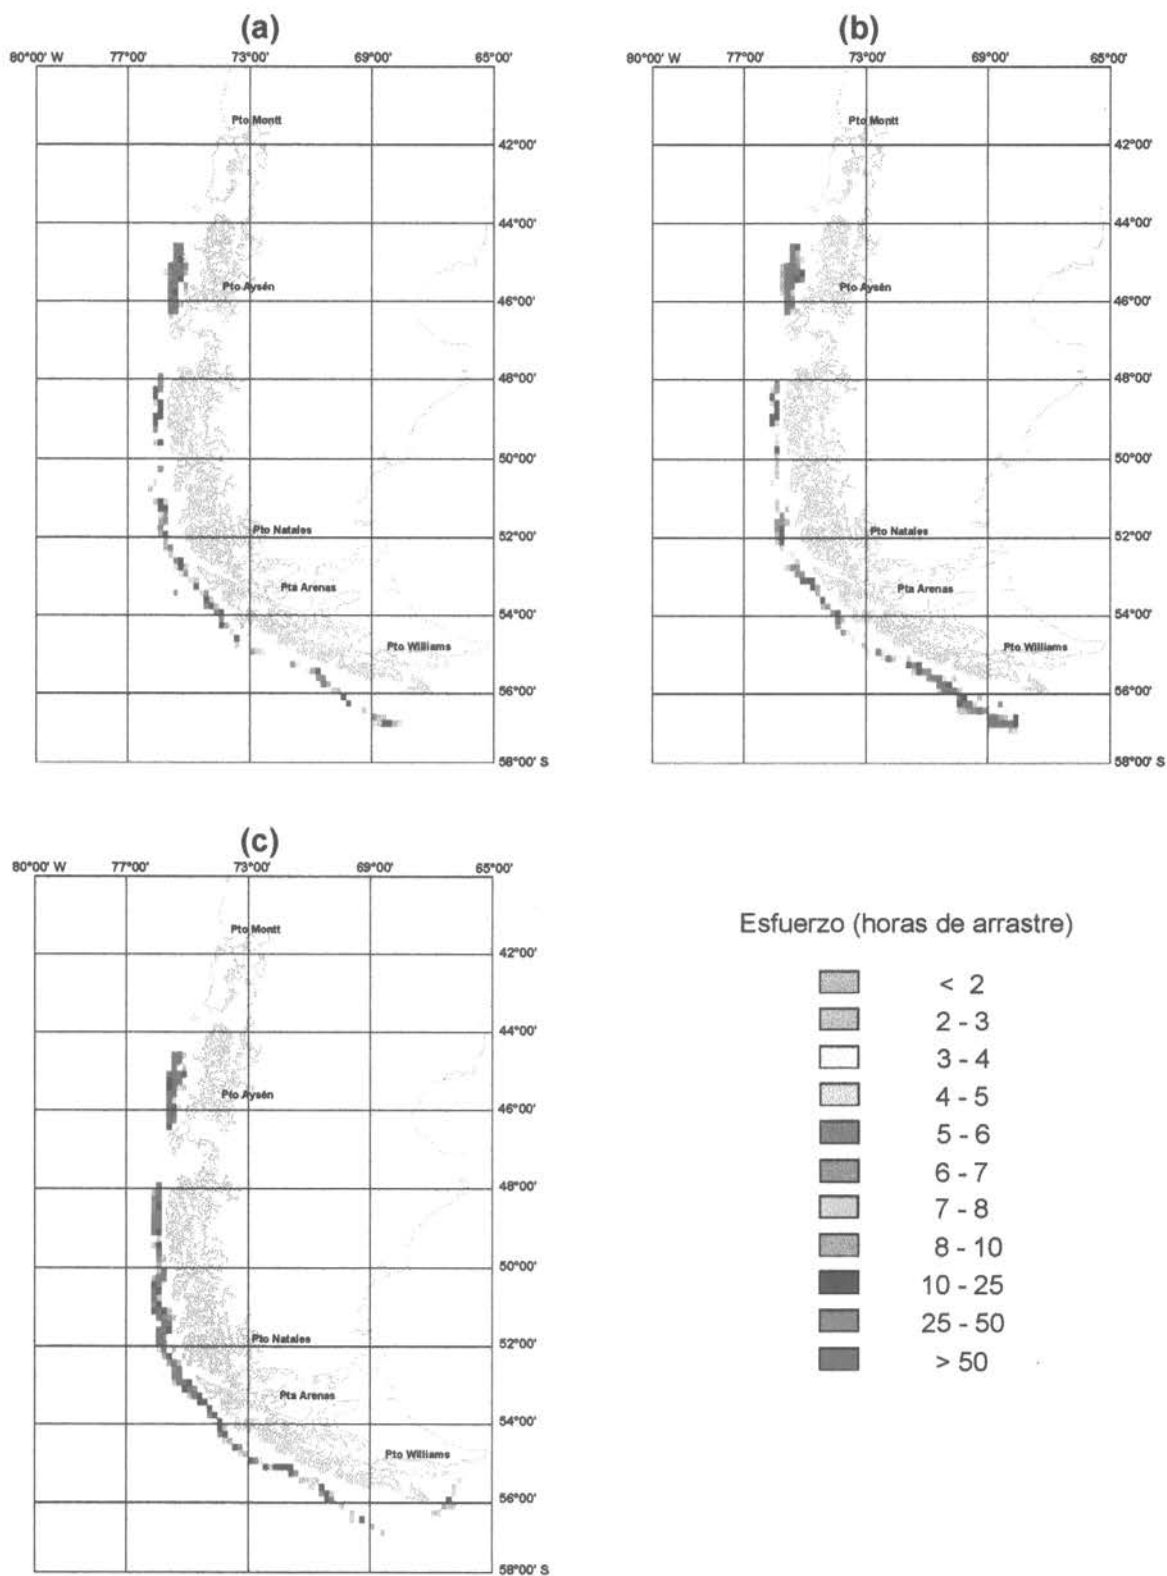 (a)
80°00' W 77°00' 73°00' 69°00' 65°00'
Pto Montt
42°00'
44°00'
Pto Aysén
46°00'
48°00'
50°00'
Pto Natales
52°00'
Pta Arenas
54°00'
Pto Williams
56°00'
58°00' S
(b)
80°00' W 77°00' 73°00' 69°00' 65°00'
Pto Montt
42°00'
44°00'
Pto Aysén
46°00'
48°00'
50°00'
Pto Natales
52°00'
Pta Arenas
54°00'
Pto Williams
56°00'
58°00' S
(c)
80°00' W 77°00' 73°00' 69°00' 65°00'
Pto Montt
42°00'
44°00'
Pto Aysén
46°00'
48°00'
50°00'
Pto Natales
52°00'
Pta Arenas
54°00'
Pto Williams
56°00'
58°00' S
Esfuerzo (horas de arrastre)
< 2
2 - 3
3 - 4
4 - 5
5 - 6
6 - 7
7 - 8
8 - 10
10 - 25
25 - 50
> 50